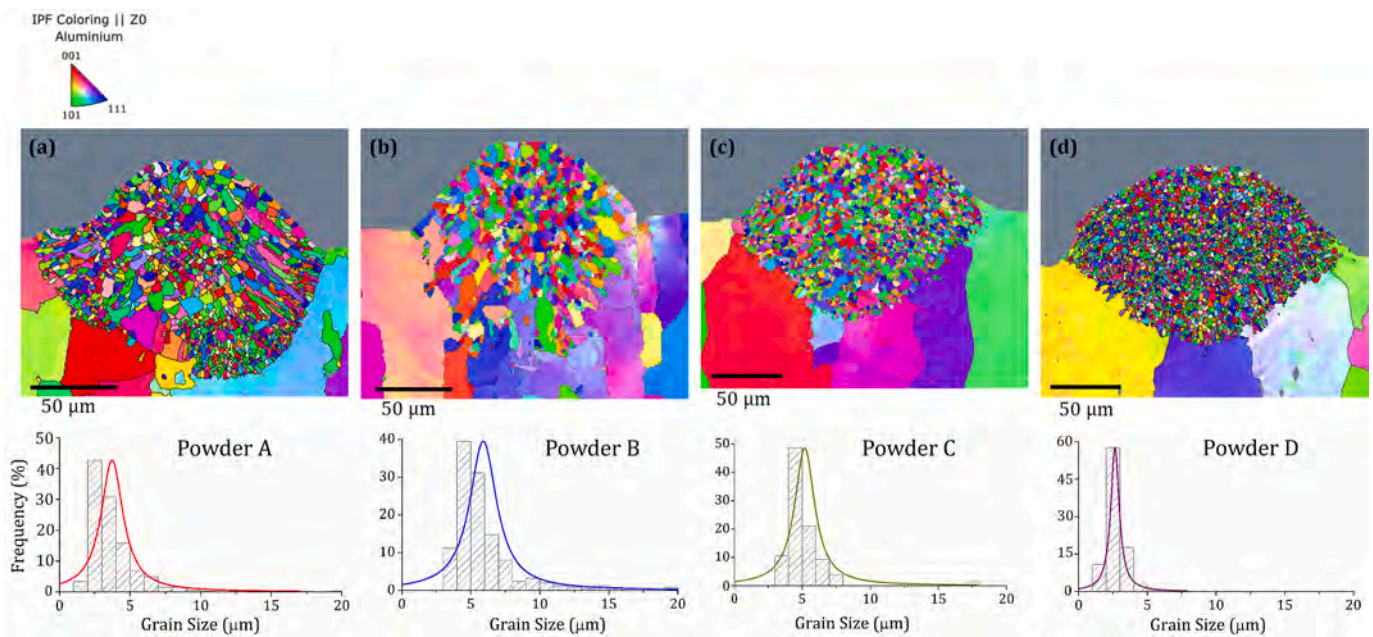 IPF Coloring || Z0
Aluminium
001
101
111
(a)
(b)
(c)
(d)
50 μm
50 μm
50 μm
50 μm
Powder A
Frequency (%)
50
40
30
20
10
0
0
5
10
15
20
Grain Size (μm)
Powder B
40
30
20
10
0
0
5
10
15
20
Grain Size (μm)
Powder C
50
40
30
20
10
0
0
5
10
15
20
Grain Size (μm)
Powder D
60
45
30
15
0
0
5
10
15
20
Grain Size (μm)